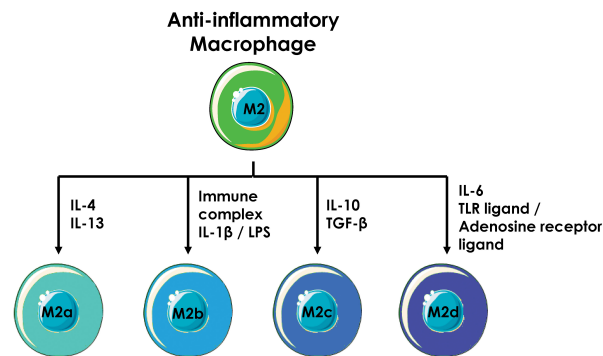 Anti-inflammatory
Macrophage
M2
IL-4
IL-13
Immune
complex
IL-1β / LPS
IL-10
TGF-β
IL-6
TLR ligand /
Adenosine receptor
ligand
M2a
M2b
M2c
M2d